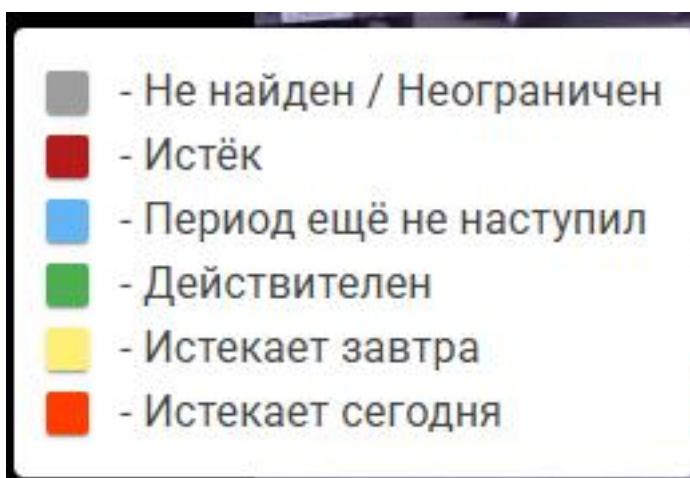 - Не найден / Неограничен
- Истёк
- Период ещё не наступил
- Действителен
- Истекает завтра
- Истекает сегодня